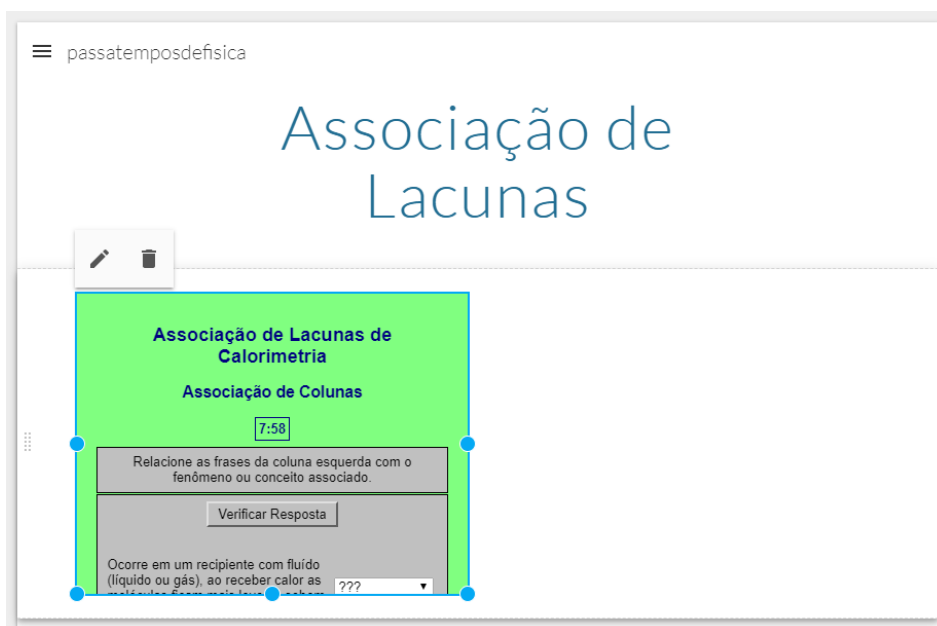 passatemposdefisica
Associação de
Lacunas
Associação de Lacunas de
Calorimetria
Associação de Colunas
7:58
Relacione as frases da coluna esquerda com o
fenômeno ou conceito associado.
Verificar Resposta
Ocorre em um recipiente com fluído
(líquido ou gás), ao receber calor as
???